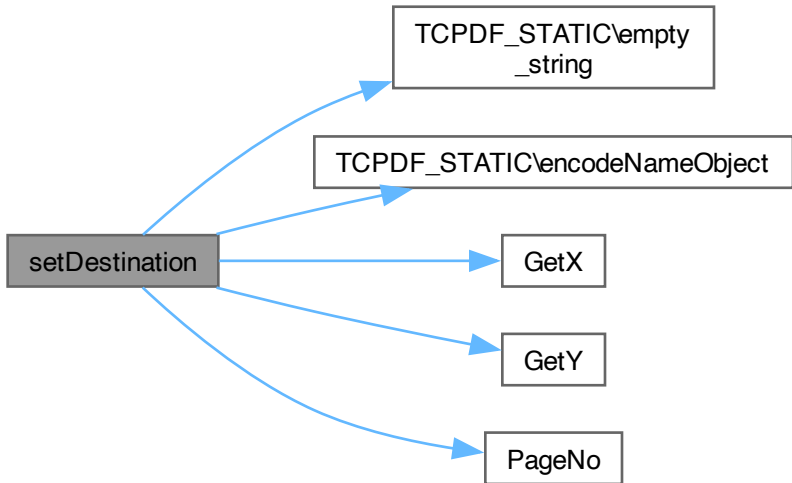 TCPDF_STATIC\empty
_string
TCPDF_STATIC\encodeNameObject
setDestination
GetX
GetY
PageNo